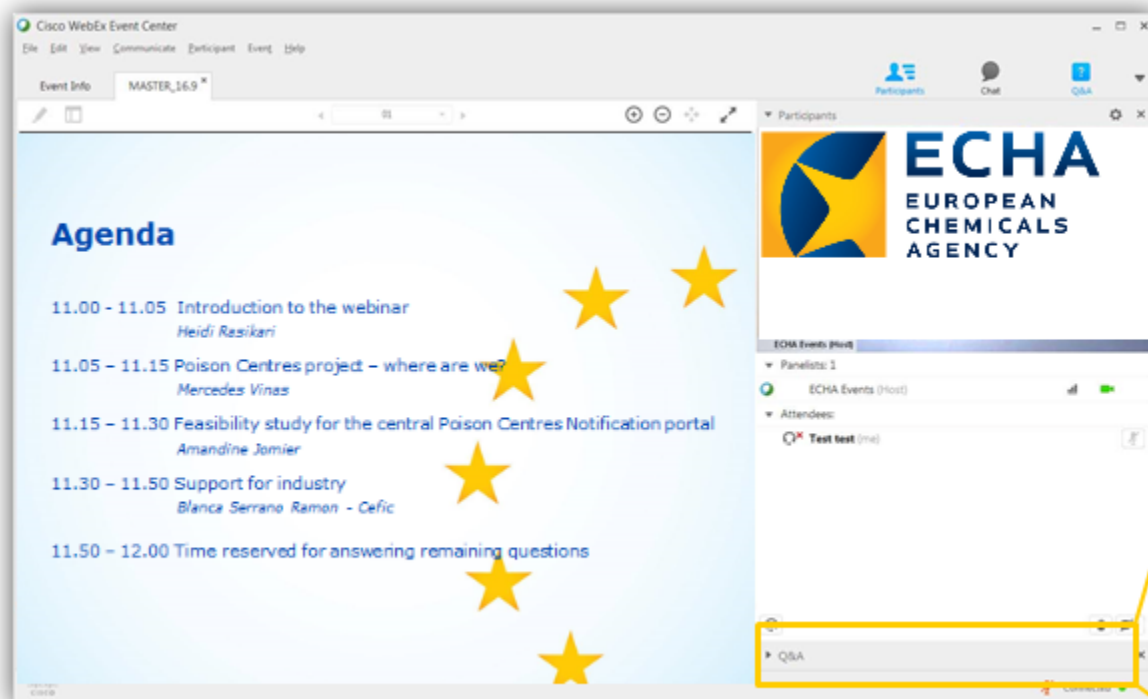 Cisco WebEx Event Center
File Edit View Communicate Participant Event Help
Event Info MASTER_16.9
Participants Chat Q&A
01
Participants
ECHA
EUROPEAN
CHEMICALS
AGENCY
Agenda
11.00 - 11.05 Introduction to the webinar
Heidi Rasikari
11.05 – 11.15 Poison Centres project – where are we?
Mercedes Vinas
11.15 – 11.30 Feasibility study for the central Poison Centres Notification portal
Amandine Jomier
11.30 – 11.50 Support for industry
Blanca Serrano Ramon - Cefic
11.50 – 12.00 Time reserved for answering remaining questions
ECHA Events (Host)
Panelists: 1
ECHA Events (Host)
Attendees:
Test test (me)
Q&A
cisco
Connected